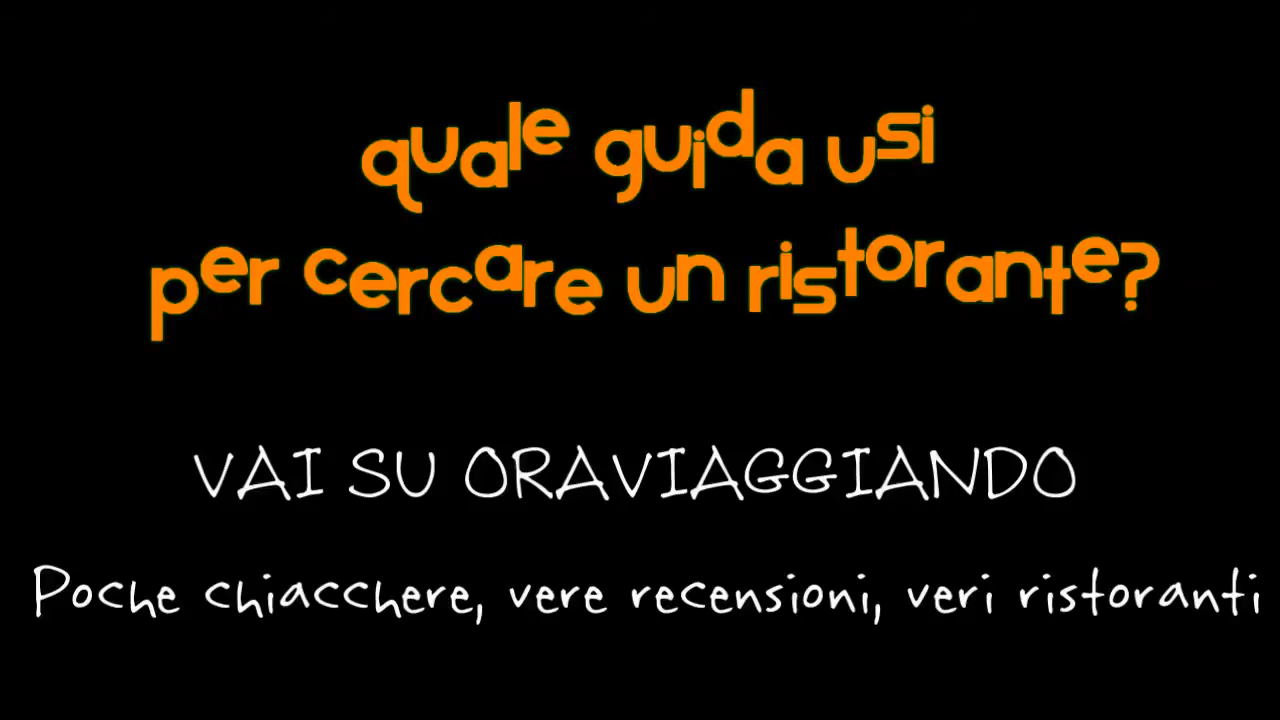 quale guida usi
per cercare un ristorante?
VAI SU ORAVIAGGIANDO
Poche chiacchere, vere recensioni, veri ristoranti